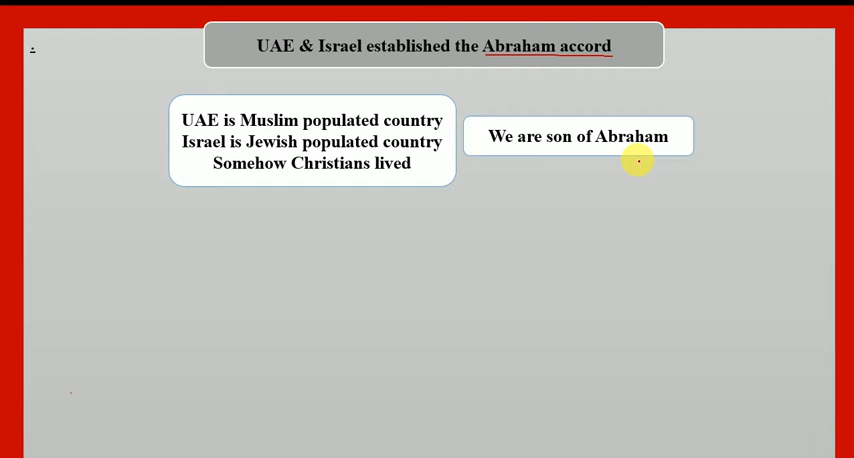 UAE & Israel established the Abraham accord
.
UAE is Muslim populated country
Israel is Jewish populated country
Somehow Christians lived
We are son of Abraham